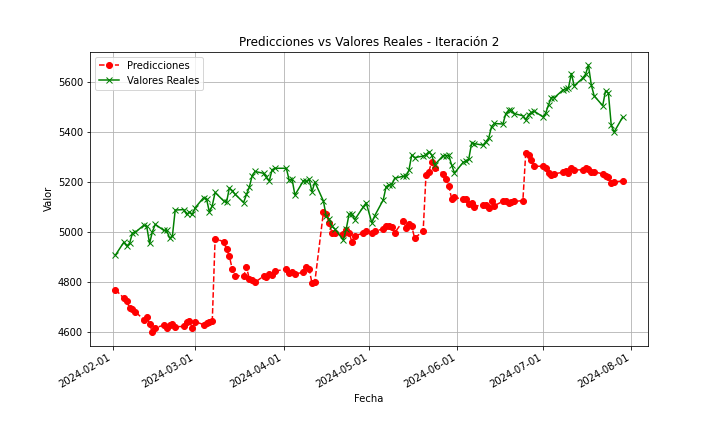 Predicciones vs Valores Reales - Iteración 2
Predicciones
Valores Reales
Valor
5600
5400
5200
5000
4800
4600
2024-02-01
2024-03-01
2024-04-01
2024-05-01
2024-06-01
2024-07-01
2024-08-01
Fecha